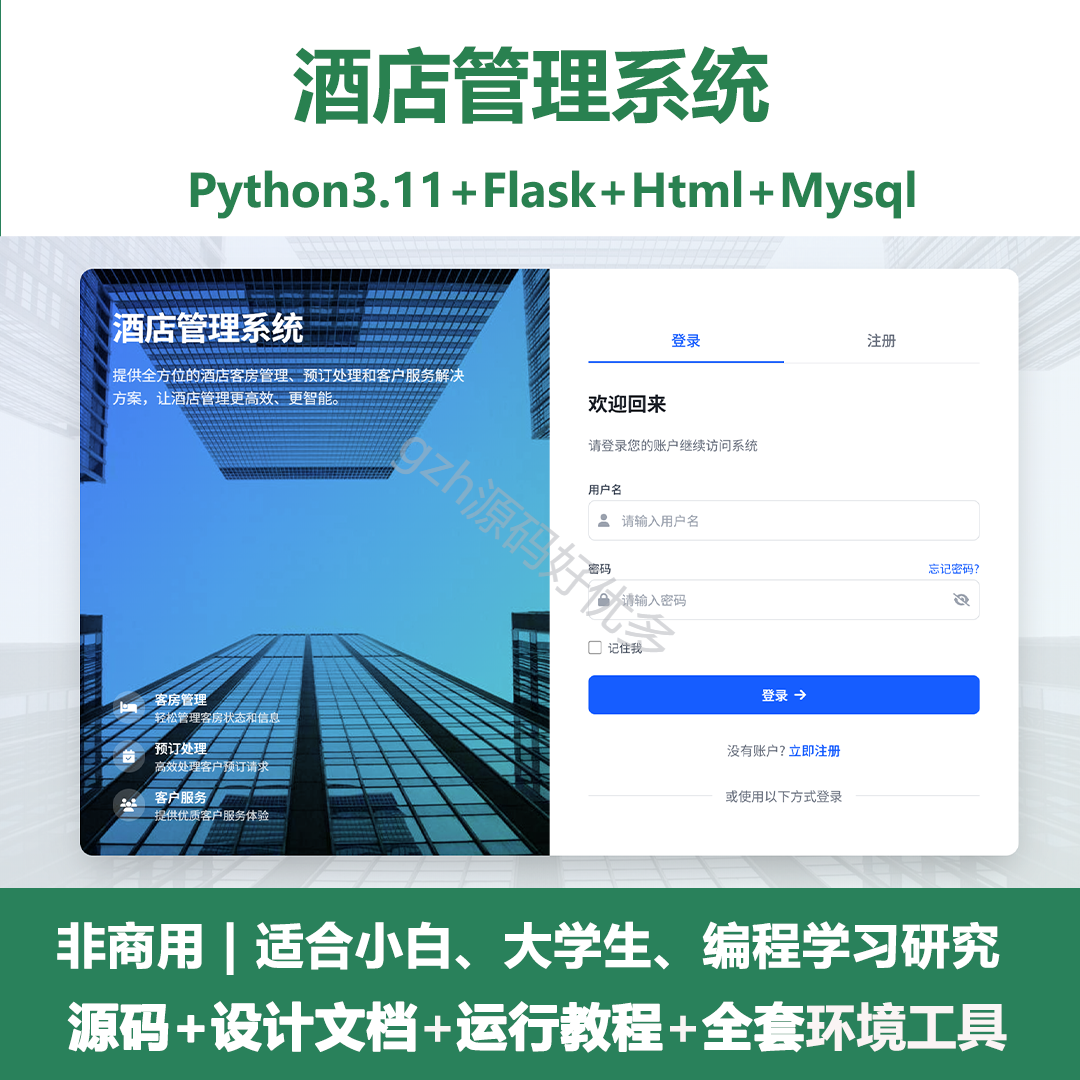 酒店管理系统
Python3.11+Flask+Html+Mysql
酒店管理系统
提供全方位的酒店客房管理、预订处理和客户服务解决
方案，让酒店管理更高效、更智能。
客房管理
轻松管理客房状态和信息
预订处理
高效处理客户预订请求
客户服务
提供优质客户服务体验
登录 注册
欢迎回来
请登录您的账户继续访问系统
用户名
请输入用户名
密码 忘记密码?
请输入密码
记住我
登录 →
没有账户? 立即注册
或使用以下方式登录
gzh源码好优多
非商用 | 适合小白、大学生、编程学习研究
源码+设计文档+运行教程+全套环境工具